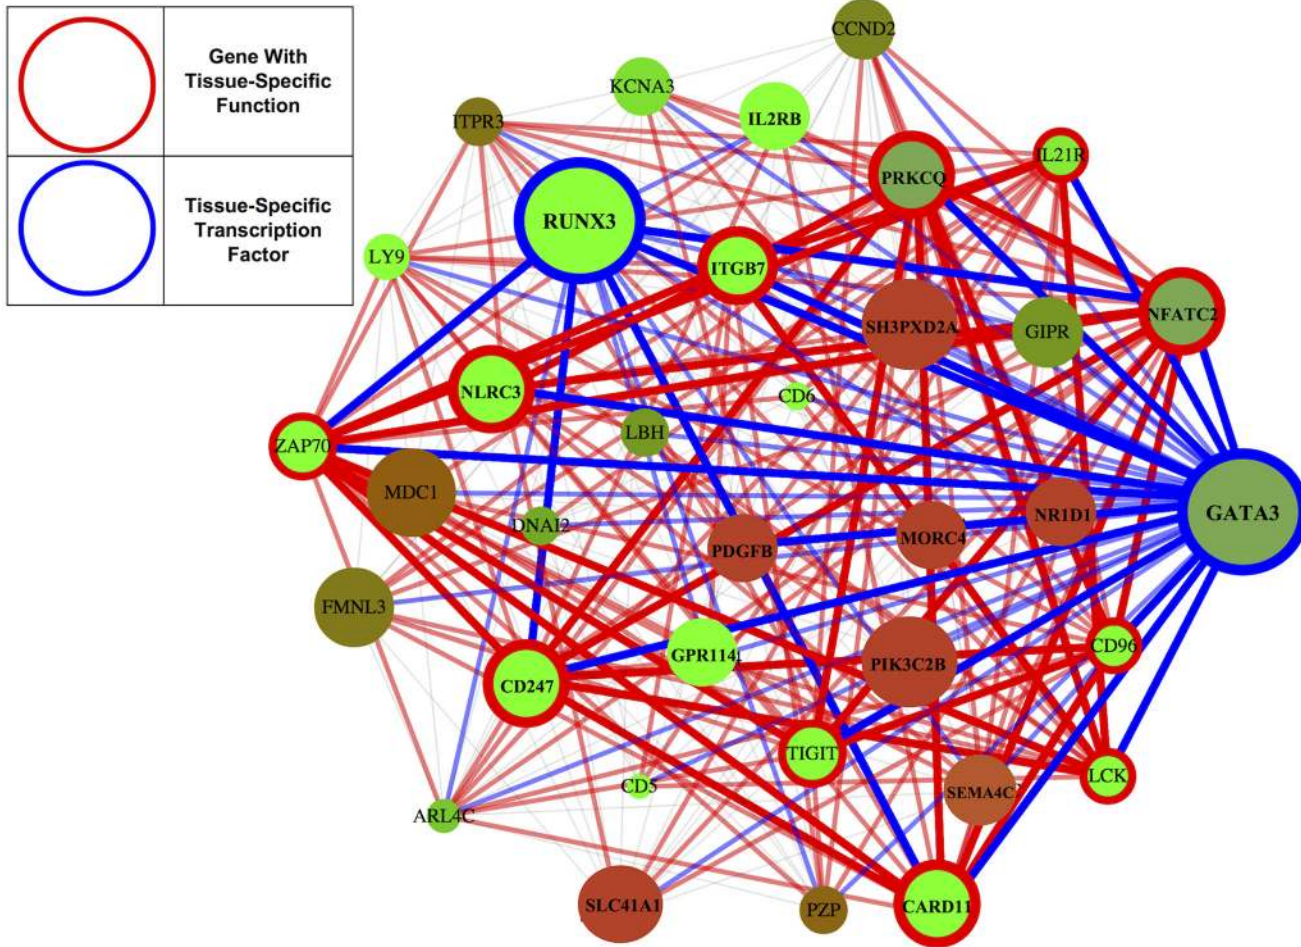 Gene With
Tissue-Specific
Function
Tissue-Specific
Transcription
Factor
CCND2
KCNA3
IL2RB
ITPR3
IL21R
PRKCQ
RUNX3
LY9
ITGB7
NFATC2
SH3PXD2A
GIPR
NLRC3
CD6
LBH
ZAP70
MDC1
GATA3
NR1D1
DNAI2
MORC4
PDGFB
FMNL3
CD96
GPR114
PIK3C2B
CD247
TIGIT
LCK
CD5
SEMA4C
ARL4C
SLC41A1
PZP
CARD11